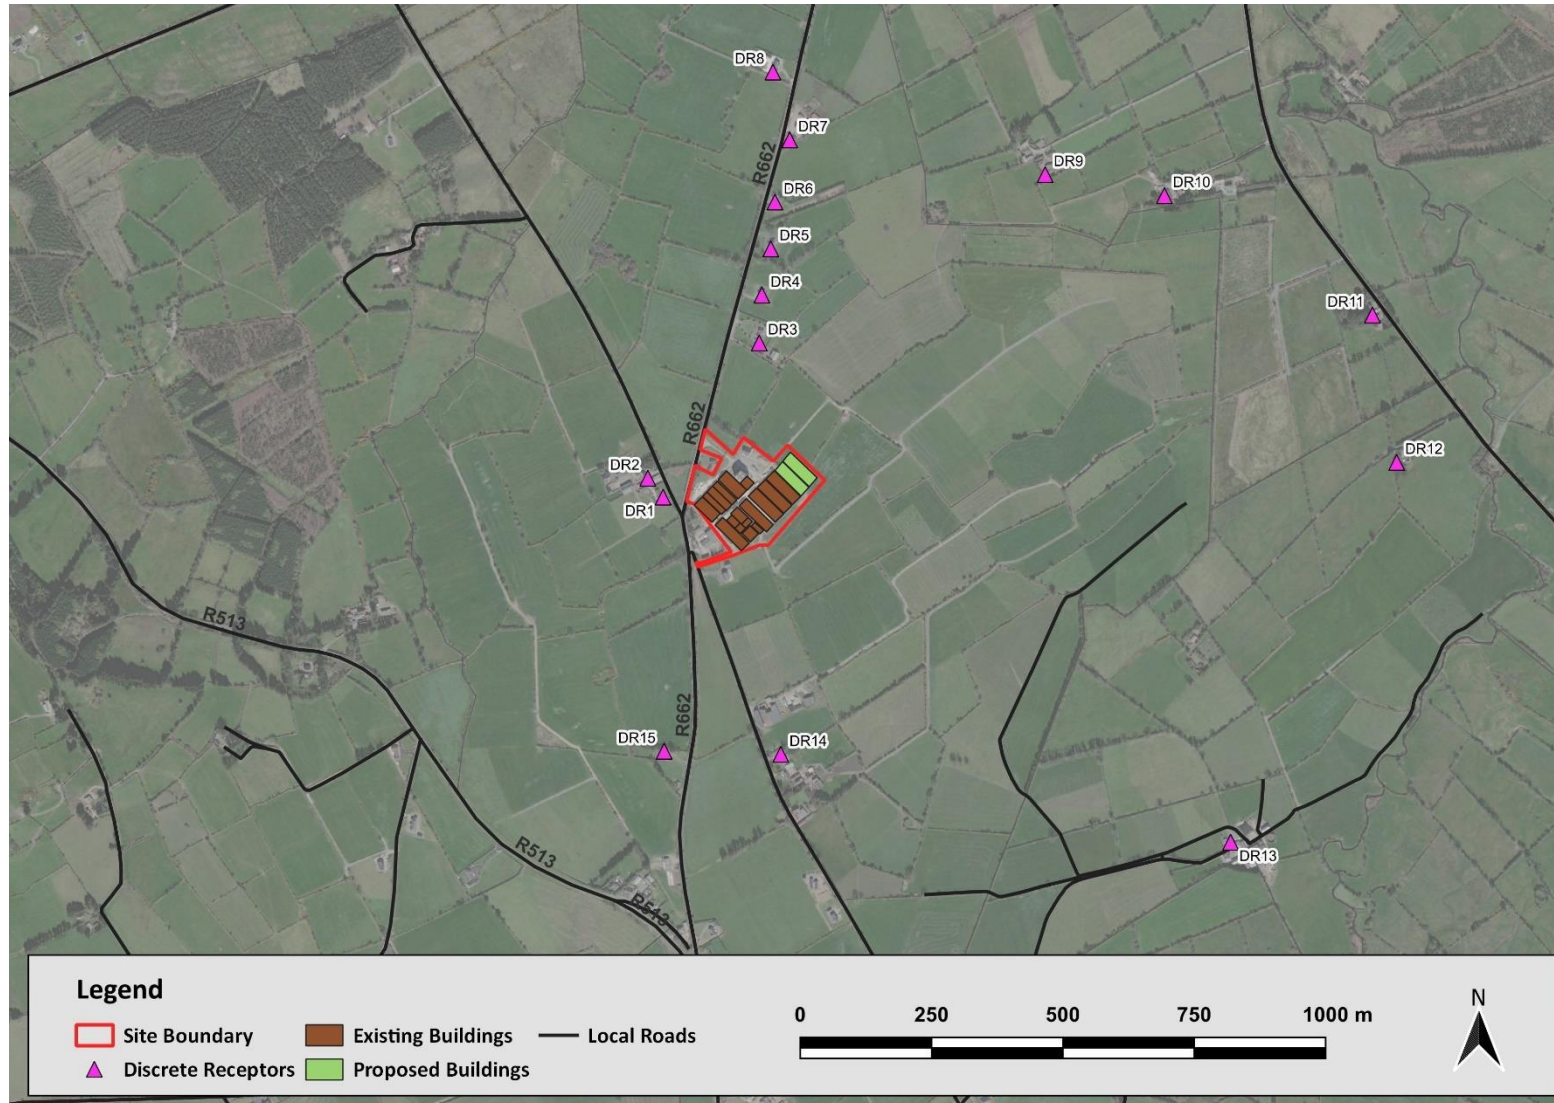 DR8
DR7
R662
DR9
DR10
DR6
DR5
DR4
DR11
DR3
R662
DR2
DR12
DR1
R513
R662
DR15
DR14
R513
DR13
R513
Legend
Site Boundary
Existing Buildings
Local Roads
Discrete Receptors
Proposed Buildings
0 250 500 750 1000 m
N